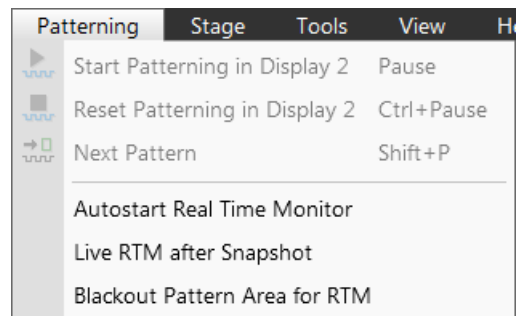 Patterning Stage Tools View
Start Patterning in Display 2 Pause
Reset Patterning in Display 2 Ctrl+Pause
Next Pattern Shift+P
Autostart Real Time Monitor
Live RTM after Snapshot
Blackout Pattern Area for RTM